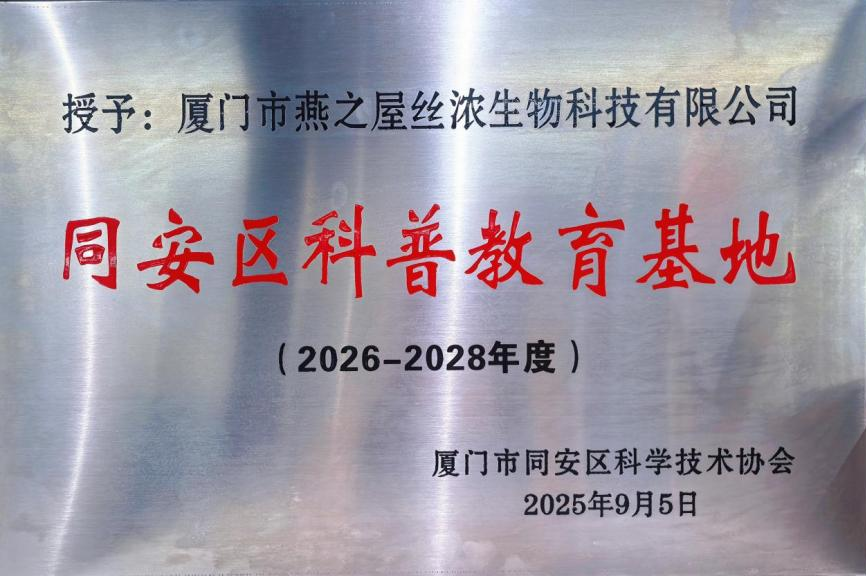 授予：厦门市燕之屋丝浓生物科技有限公司
同安区科普教育基地
（2026-2028年度）
厦门市同安区科学技术协会
2025年9月5日